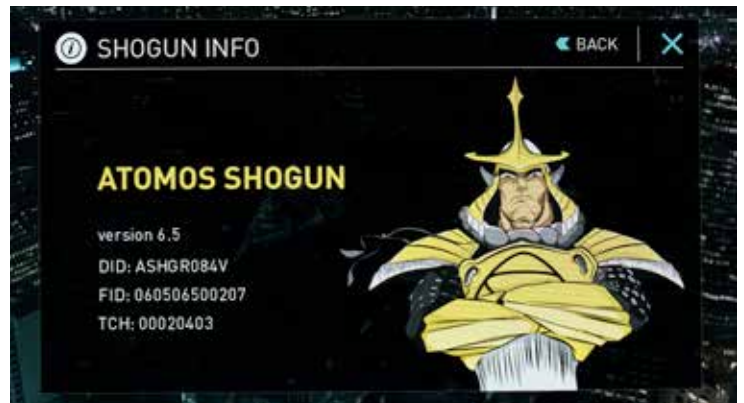 SHOGUN INFO
BACK
ATOMOS SHOGUN
version 6.5
DID: ASHGR084V
FID: 060506500207
TCH: 00020403